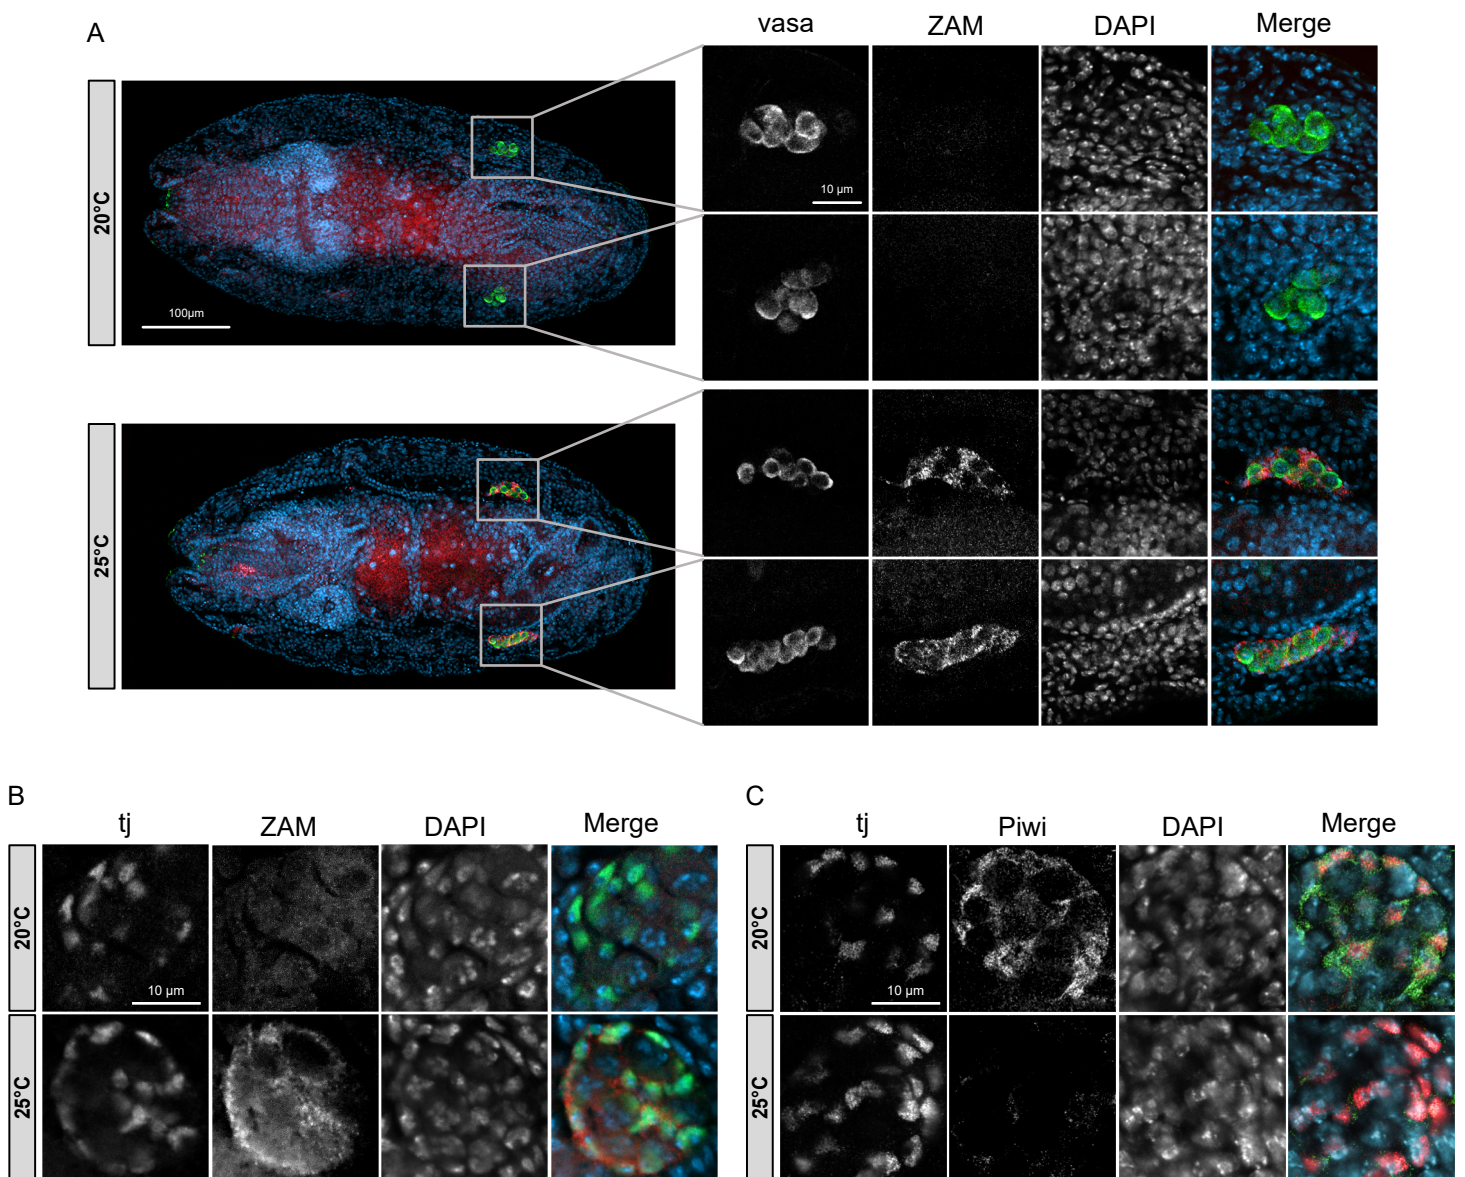 A
vasa ZAM DAPI Merge
20°C
100µm
10 µm
25°C
B
tj ZAM DAPI Merge
20°C
10 µm
25°C
C
tj Piwi DAPI Merge
20°C
10 µm
25°C